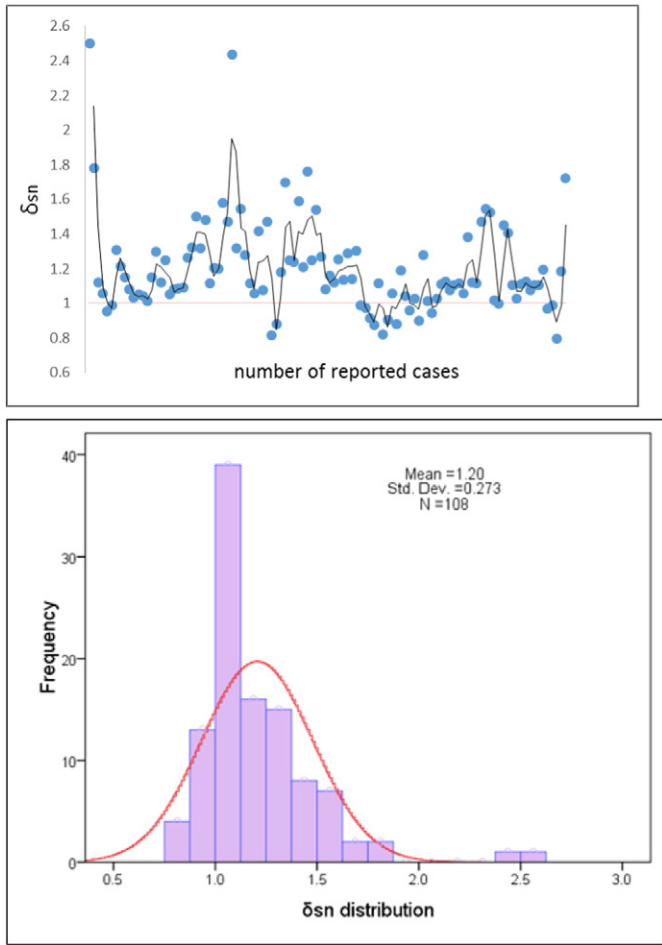 2.6
2.4
2.2
2
1.8
1.6
1.4
1.2
1
0.8
0.6
δsn
number of reported cases
Mean =1.20
Std. Dev. =0.273
N =108
40
30
20
10
0
Frequency
0.5 1.0 1.5 2.0 2.5 3.0
δsn distribution